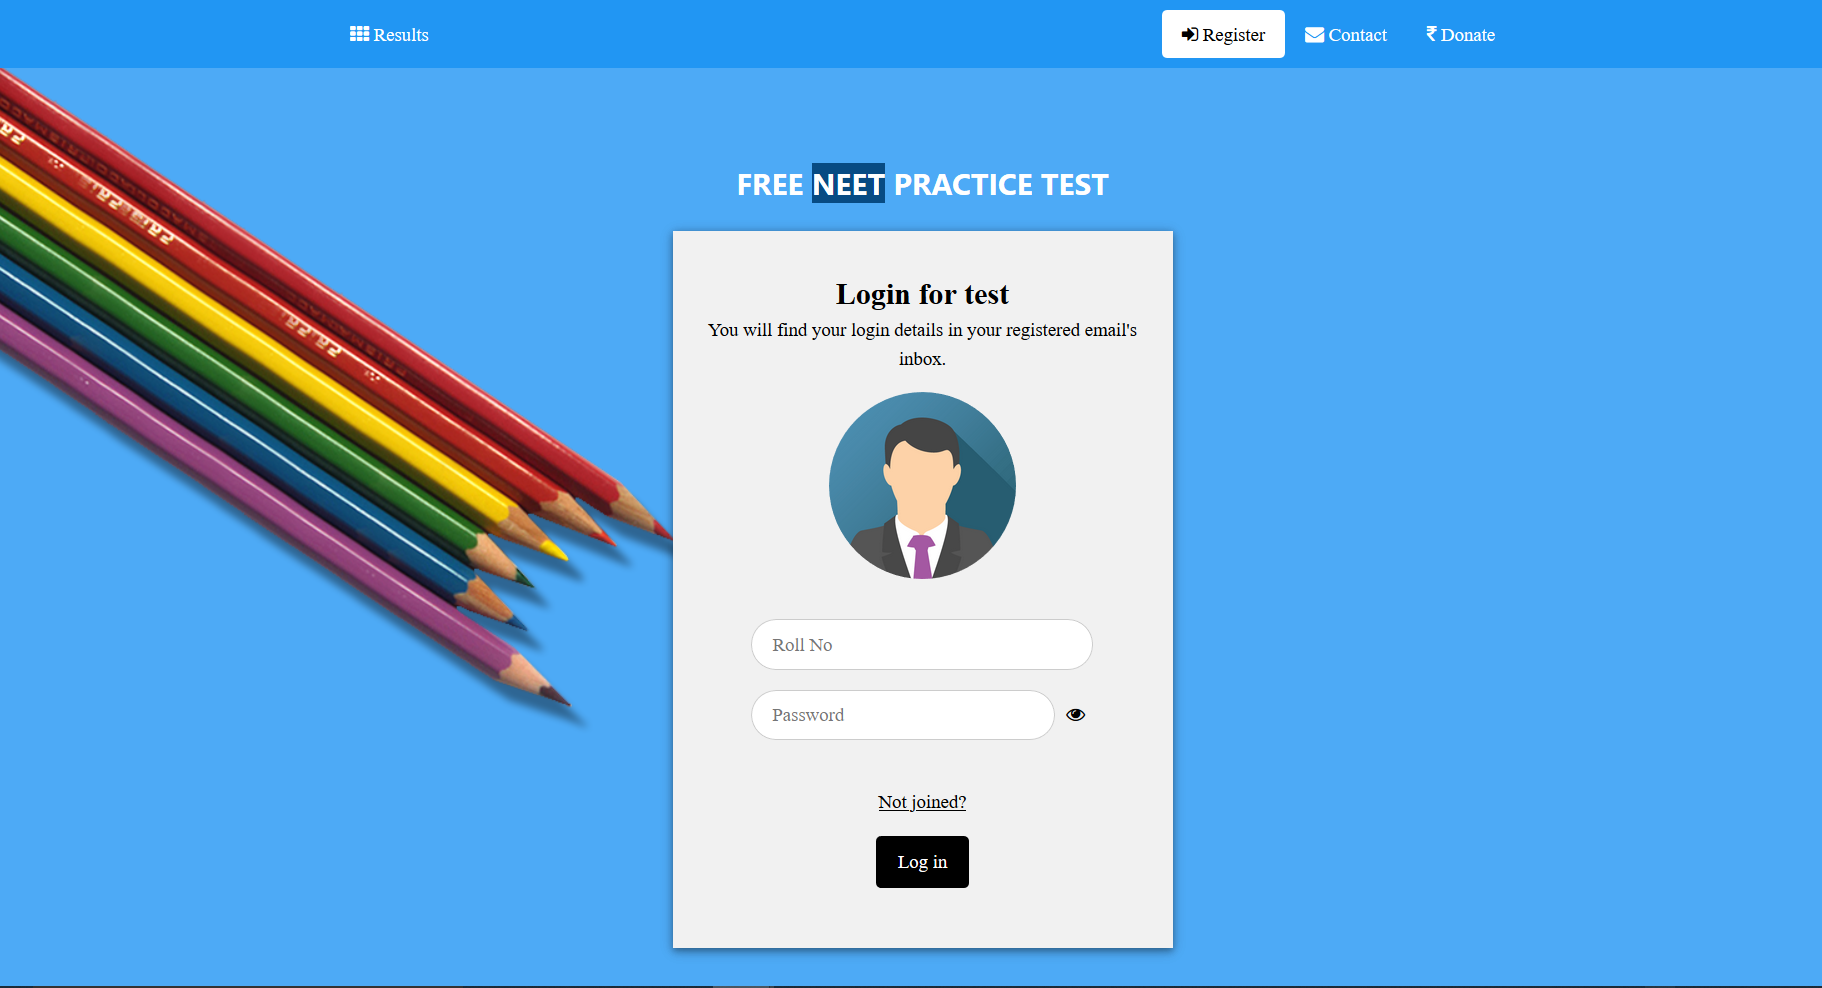 Results
Register
Contact
₹ Donate
FREE NEET PRACTICE TEST
Login for test
You will find your login details in your registered email's
inbox.
Roll No
Password
Not joined?
Log in